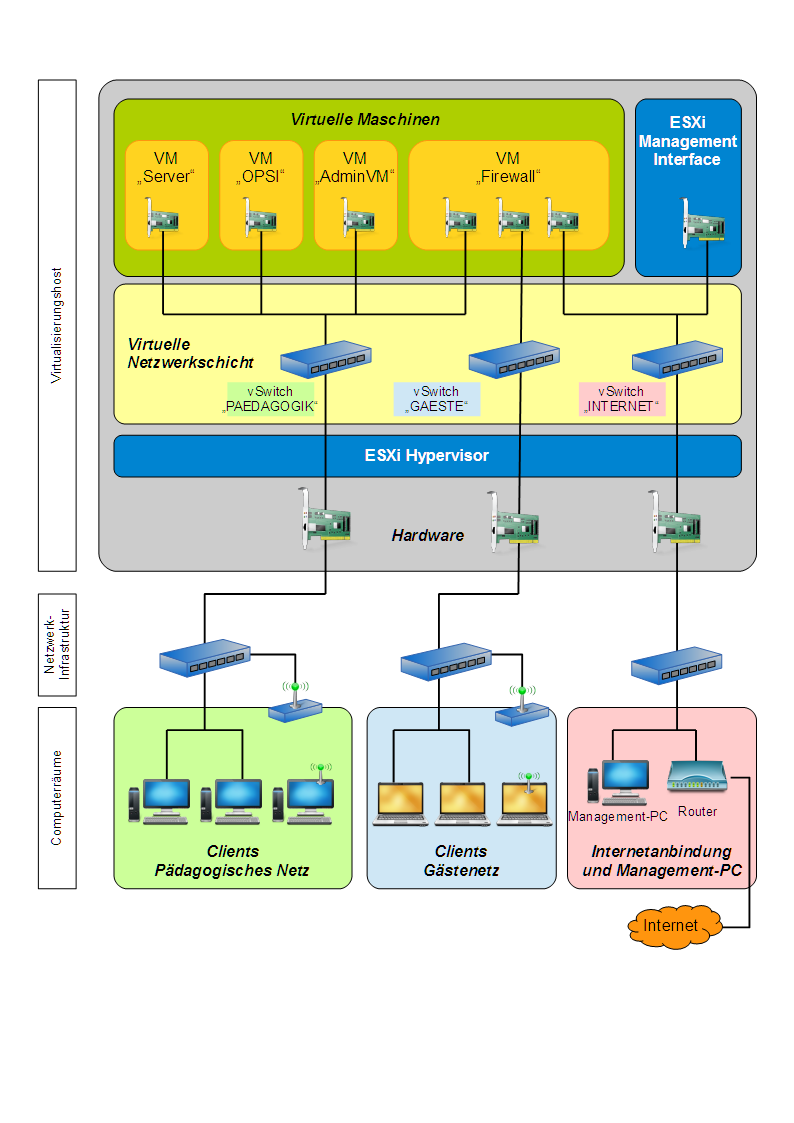 Virtuelle Maschinen
ESXi
Management
Interface
VM
„Server“
VM
„OPSI“
VM
„AdminVM“
VM
„Firewall“
Virtualisierungshost
Virtuelle
Netzwerkschicht
vSwitch
„PAEDAGOGIK“
vSwitch
„GAESTE“
vSwitch
„INTERNET“
ESXi Hypervisor
Hardware
Netzwerk-
Infrastruktur
Computerräume
Management-PC
Router
Clients
Pädagogisches Netz
Clients
Gästenetz
Internetanbindung
und Management-PC
Internet